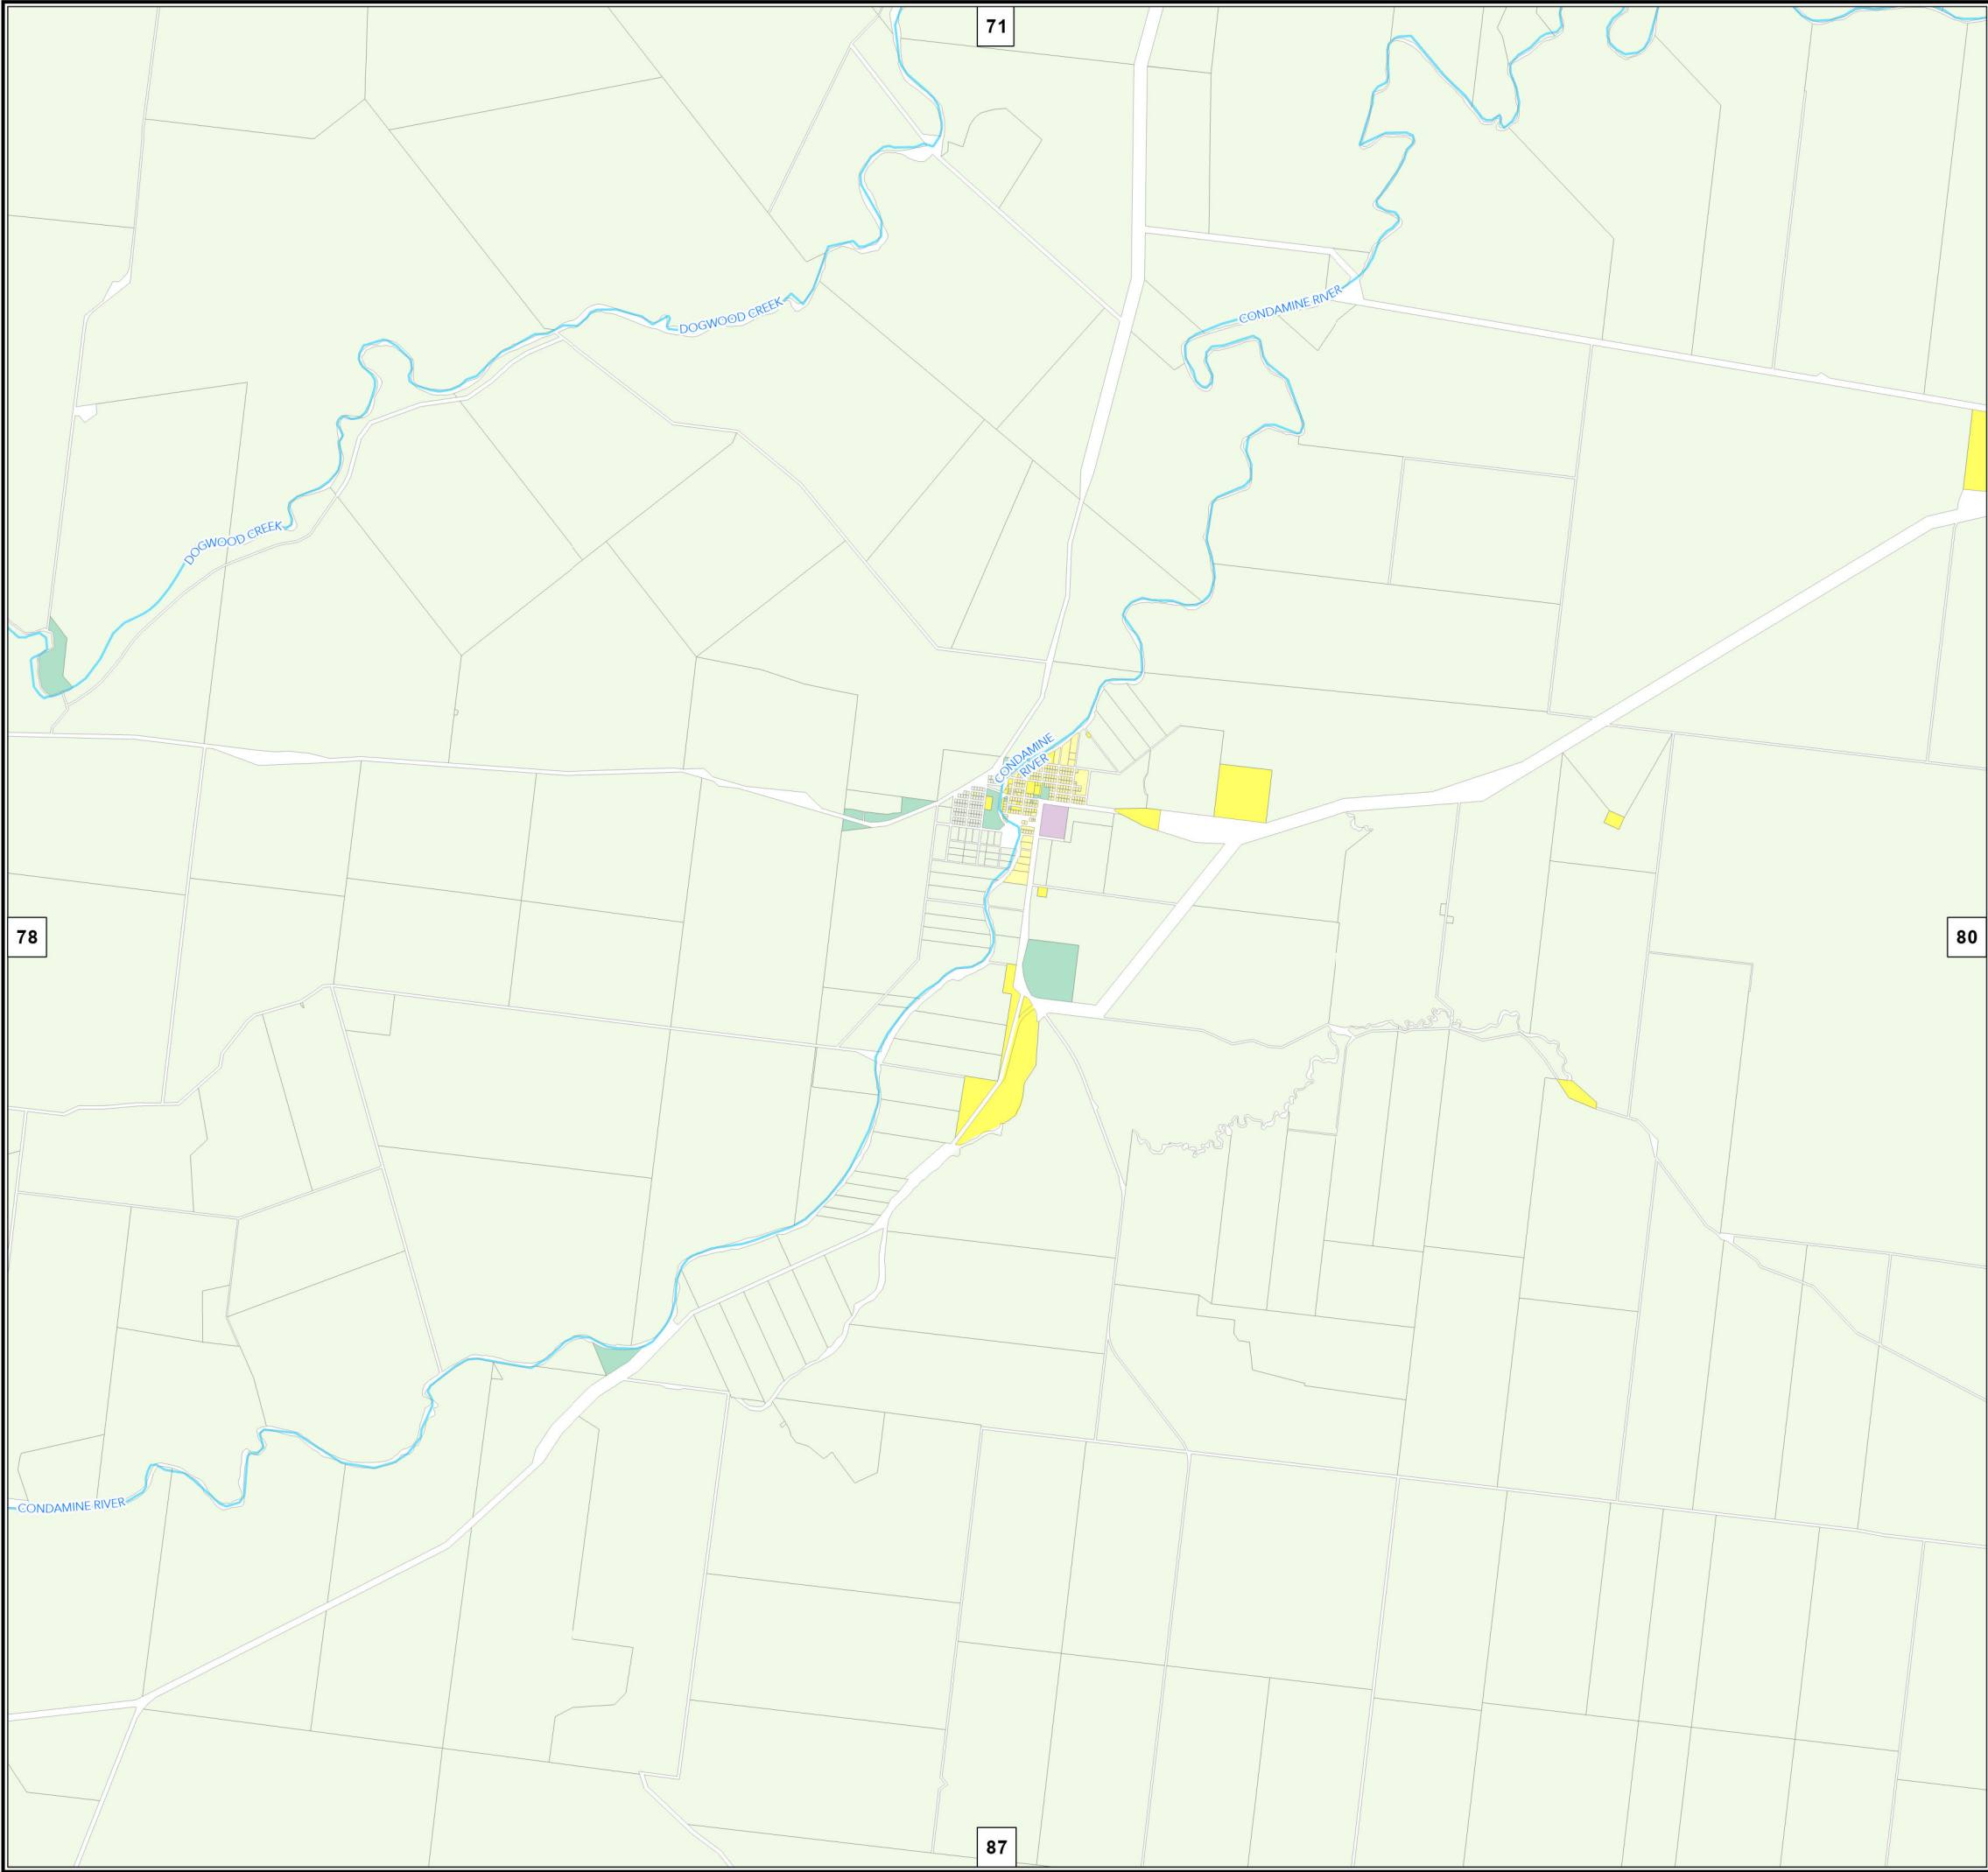 71
DOGWOOD CREEK
CONDAMINE RIVER
DOGWOOD CREEK
CONDAMINE
RIVER
78
80
CONDAMINE RIVER
87